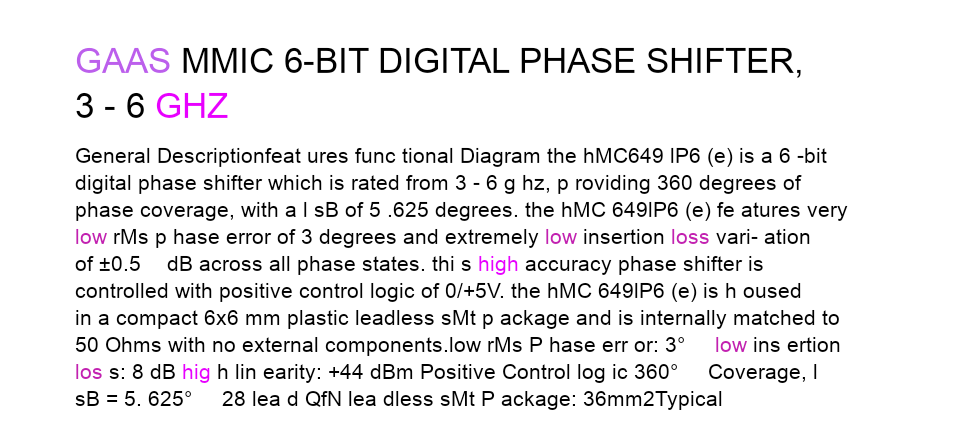 GAAS MMIC 6-BIT DIGITAL PHASE SHIFTER,
3 - 6 GHZ
General Descriptionfeat ures func tional Diagram the hMC649 lP6 (e) is a 6 -bit
digital phase shifter which is rated from 3 - 6 g hz, p roviding 360 degrees of
phase coverage, with a l sB of 5 .625 degrees. the hMC 649lP6 (e) fe atures very
low rMs p hase error of 3 degrees and extremely low insertion loss vari- ation
of ±0.5 dB across all phase states. thi s high accuracy phase shifter is
controlled with positive control logic of 0/+5V. the hMC 649lP6 (e) is h oused
in a compact 6x6 mm plastic leadless sMt p ackage and is internally matched to
50 Ohms with no external components.low rMs P hase err or: 3° low ins ertion
los s: 8 dB hig h lin earity: +44 dBm Positive Control log ic 360° Coverage, l
sB = 5. 625° 28 lea d QfN lea dless sMt P ackage: 36mm2Typical